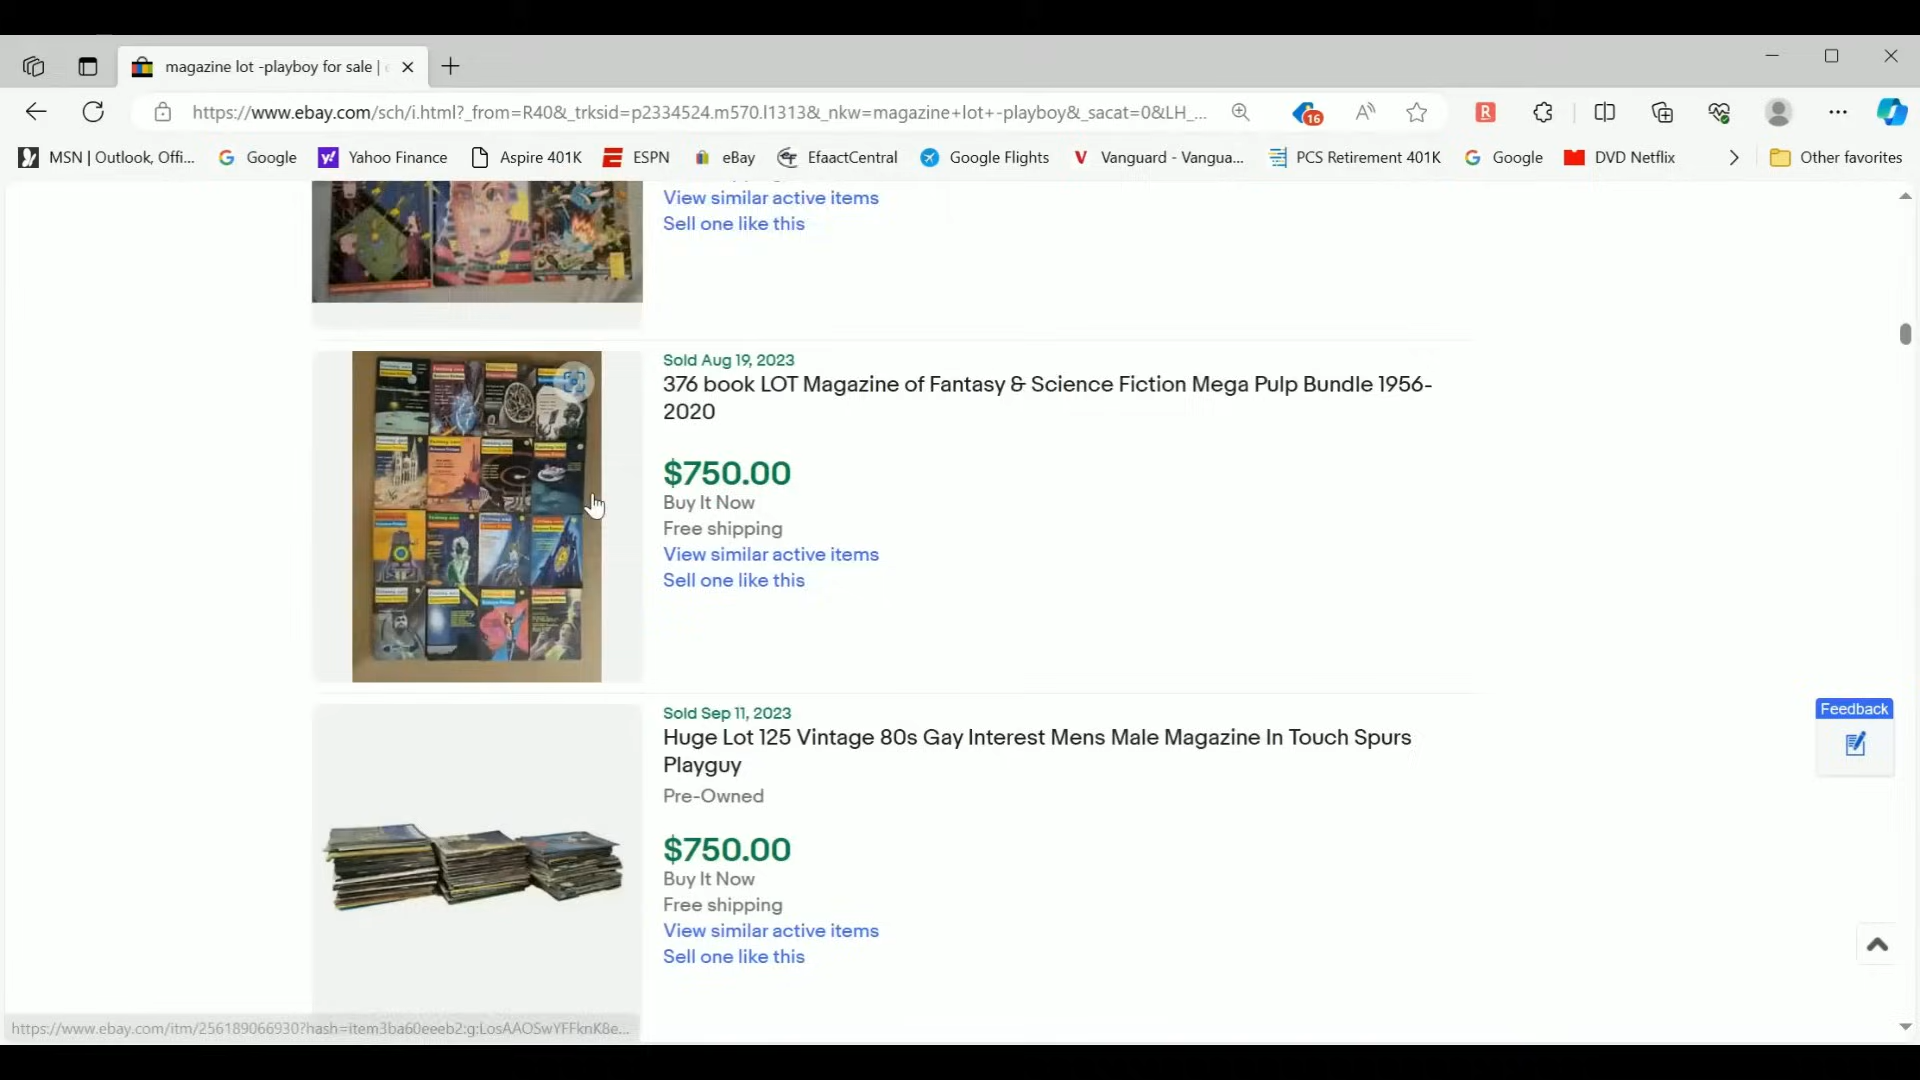 magazine lot -playboy for sale |
https://www.ebay.com/sch/i.html?_from=R40&_trksid=p2334524.m570.l1313&_nkw=magazine+lot+-playboy&_sacat=0&LH_...
16
MSN | Outlook, Offi...
Google
Yahoo Finance
Aspire 401K
ESPN
eBay
EfaactCentral
Google Flights
Vanguard - Vangua...
PCS Retirement 401K
Google
DVD Netflix
Other favorites
View similar active items
Sell one like this
Sold Aug 19, 2023
376 book LOT Magazine of Fantasy & Science Fiction Mega Pulp Bundle 1956-
2020
$750.00
Buy It Now
Free shipping
View similar active items
Sell one like this
Sold Sep 11, 2023
Huge Lot 125 Vintage 80s Gay Interest Mens Male Magazine In Touch Spurs
Playguy
Pre-Owned
$750.00
Buy It Now
Free shipping
View similar active items
Sell one like this
Feedback
https://www.ebay.com/itm/256189066930?hash=item3ba60eeeb2:g:LosAAOSwYFFknK8e...